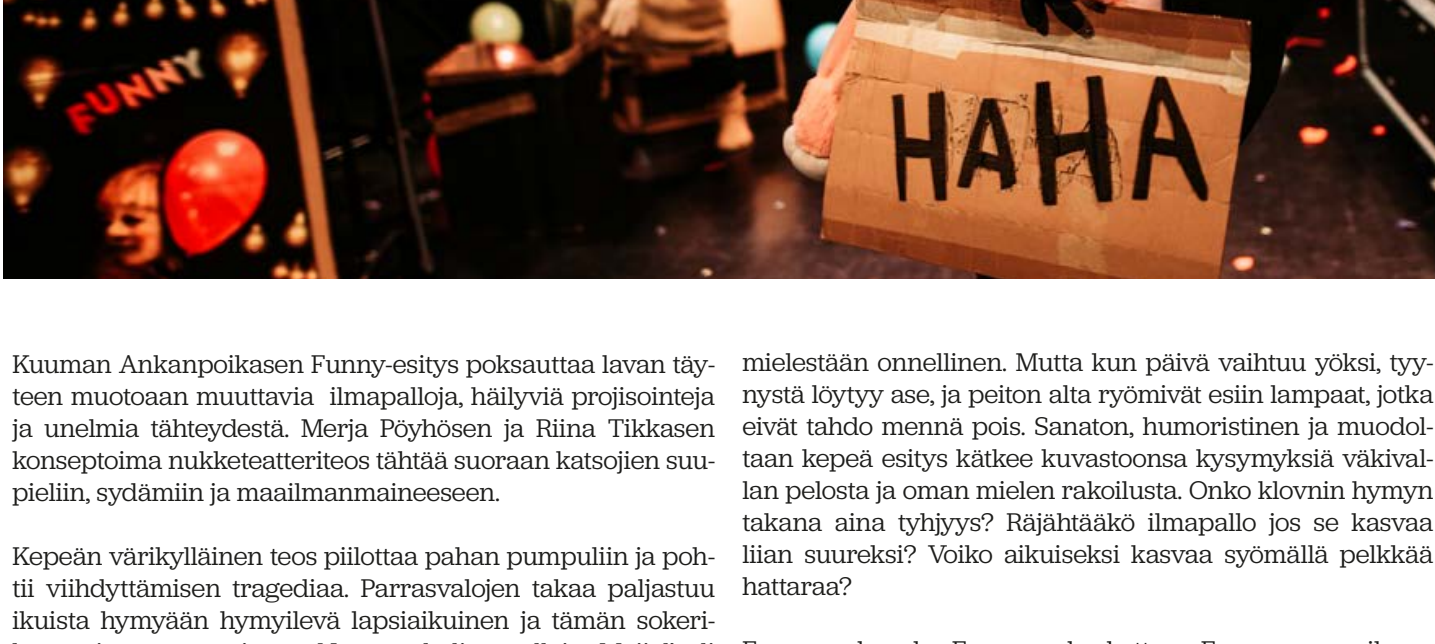 FUNNY
HAHA
Kuuman Ankanpoikasen Funny-esitys poksauttaa lavan täy-
teen muotoaan muuttavia ilmapalloja, häilyviä projisointeja
ja unelmia tähteydestä. Merja Pöyhösen ja Riina Tikkasen
konseptoima nukketeatteriteos tähtää suoraan katsojien suu-
pieliin, sydämiin ja maailmanmaineeseen.
Kepeän värikylläinen teos piilottaa pahan pumpuliin ja poh-
tii viihdyttämisen tragediaa. Parrasvalojen takaa paljastuu
ikuista hymyään hymyilevä lapsiaikuinen ja tämän sokeri-
mielestään onnellinen. Mutta kun päivä vaihtuu yöksi, tyy-
nystä löytyy ase, ja peiton alta ryömivät esiin lampaat, jotka
eivät tahdo mennä pois. Sanaton, humoristinen ja muodol-
taan kepeä esitys kätkee kuvastoonsa kysymyksiä väkival-
lan pelosta ja oman mielen rakoilusta. Onko klovnin hymyn
takana aina tyhjyys? Räjähtääkö ilmapallo jos se kasvaa
liian suureksi? Voiko aikuiseksi kasvaa syömällä pelkkää
hattaraa?